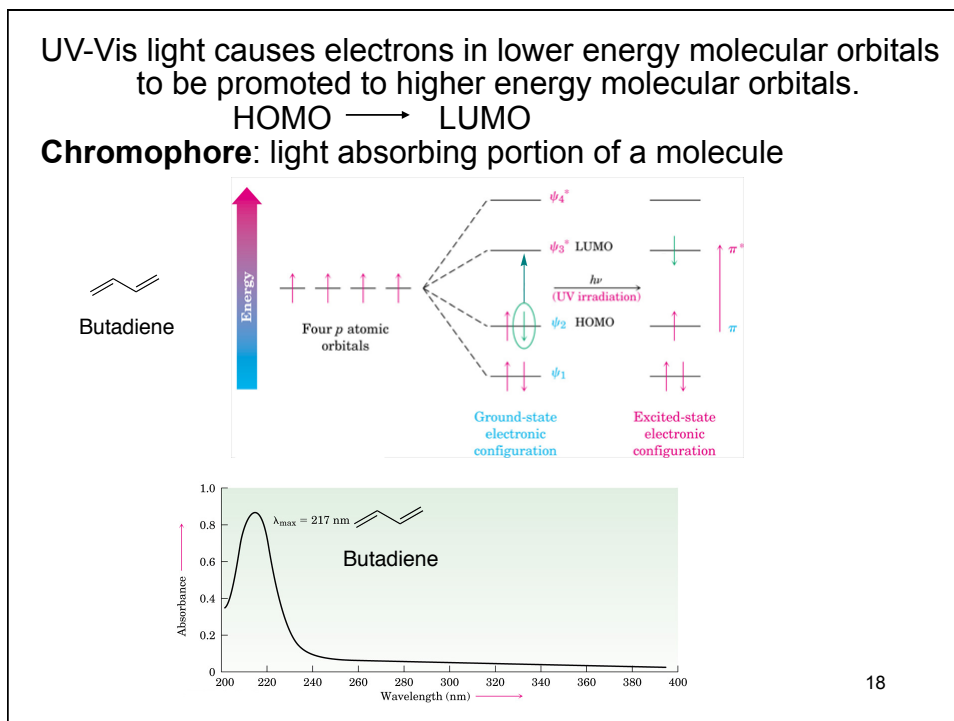 UV-Vis light causes electrons in lower energy molecular orbitals
to be promoted to higher energy molecular orbitals.
HOMO ⟶ LUMO
Chromophore: light absorbing portion of a molecule
Energy
Butadiene
Four p atomic
orbitals
ψ4*
ψ3* LUMO
ψ2 HOMO
ψ1
hν
(UV irradiation)
π*
π
Ground-state
electronic
configuration
Excited-state
electronic
configuration
Absorbance
1.0
0.8
0.6
0.4
0.2
0
λmax = 217 nm
Butadiene
200 220 240 260 280 300 320 340 360 380 400
Wavelength (nm)
18